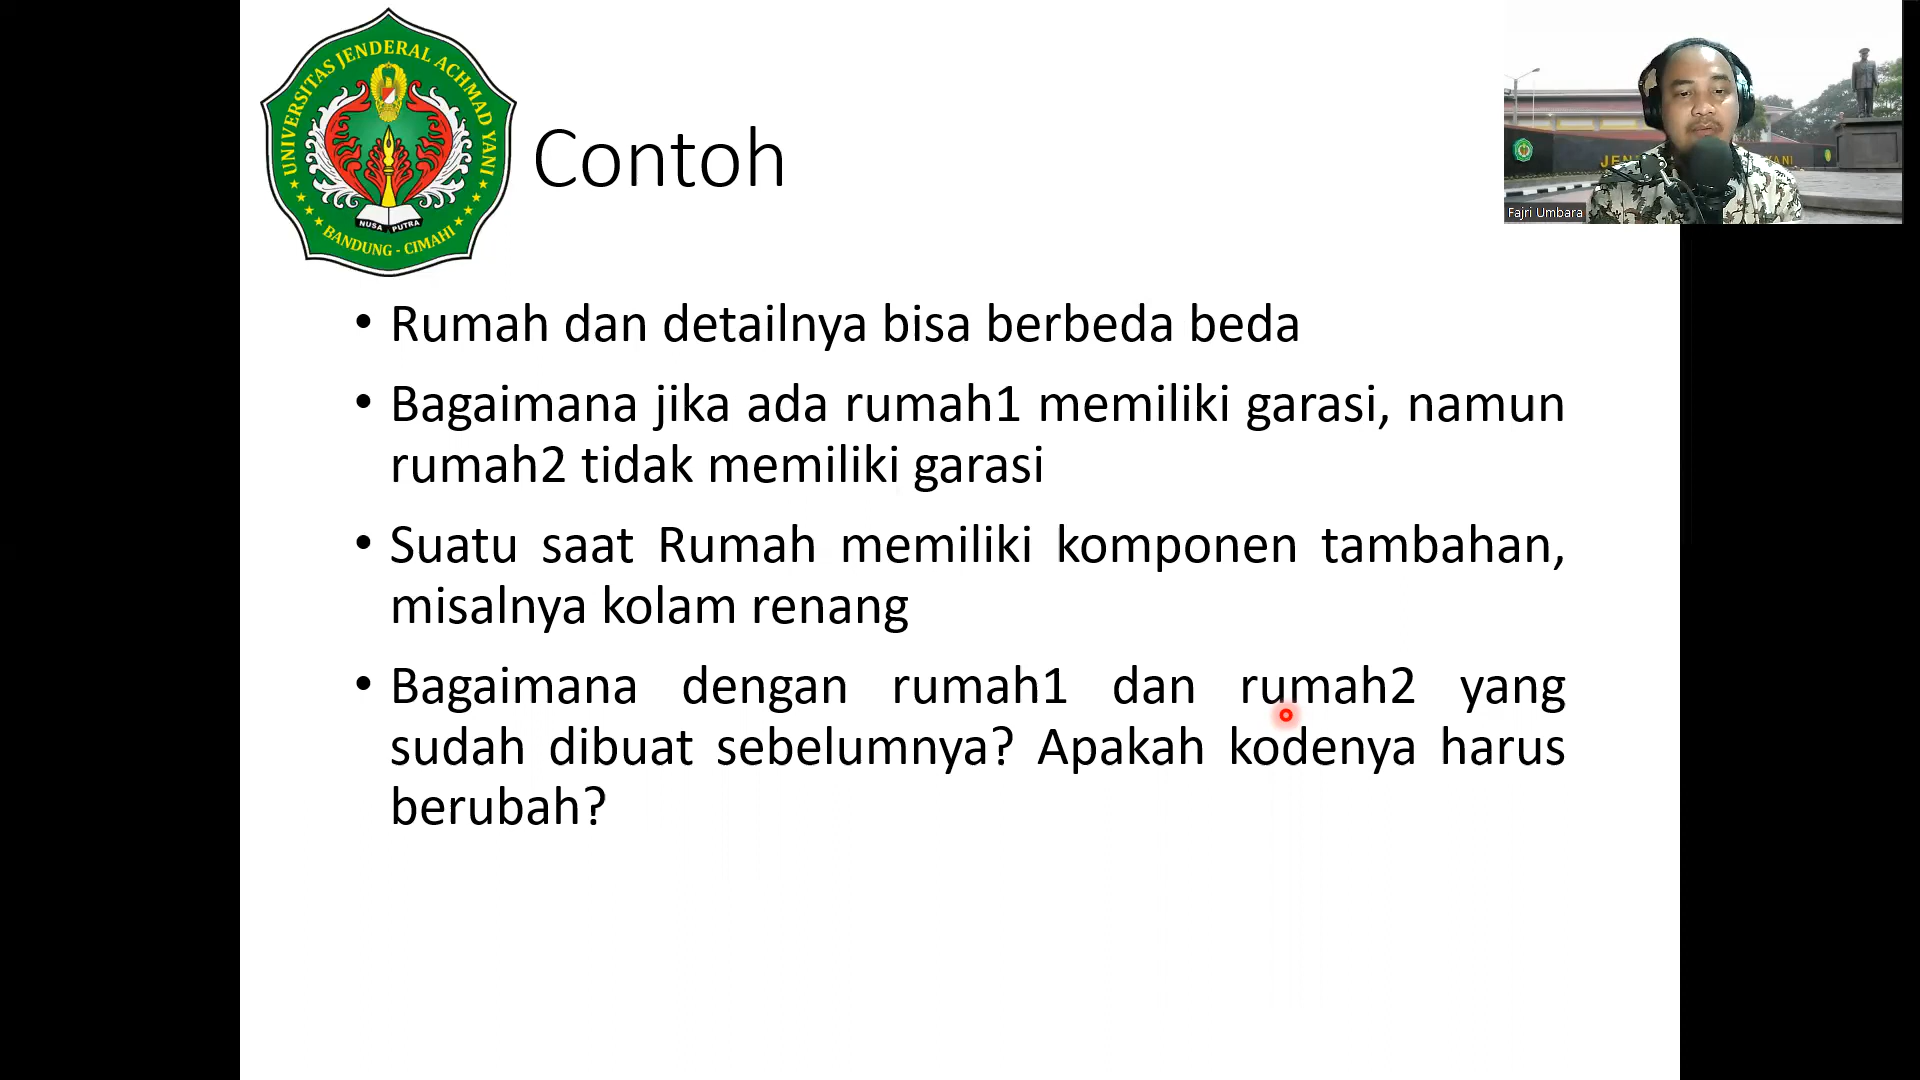 UNIVERSITAS JENDERAL ACHMAD YANI
NUSA PUTRA
BANDUNG - CIMAHI
Contoh
Fajri Umbara
• Rumah dan detailnya bisa berbeda beda
• Bagaimana jika ada rumah1 memiliki garasi, namun
rumah2 tidak memiliki garasi
• Suatu saat Rumah memiliki komponen tambahan,
misalnya kolam renang
• Bagaimana dengan rumah1 dan rumah2 yang
sudah dibuat sebelumnya? Apakah kodenya harus
berubah?